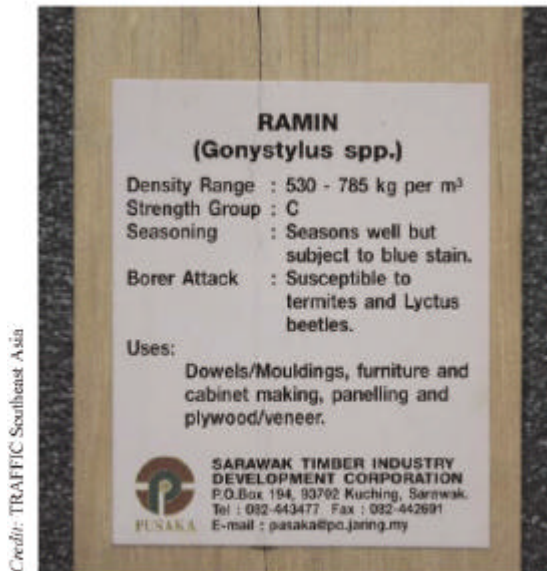 RAMIN
(Gonystylus spp.)
Density Range : 530 - 785 kg per m³
Strength Group : C
Seasoning : Seasons well but
subject to blue stain.
Borer Attack : Susceptible to
termites and Lyctus
beetles.
Uses:
Dowels/Mouldings, furniture and
cabinet making, panelling and
plywood/veneer.
PUSAKA
SARAWAK TIMBER INDUSTRY
DEVELOPMENT CORPORATION
P.O.Box 194, 93702 Kuching, Sarawak.
Tel : 082-443477 Fax : 082-442691
E-mail : pusaka@po.jaring.my
Credit: TRAFFIC Southeast Asia